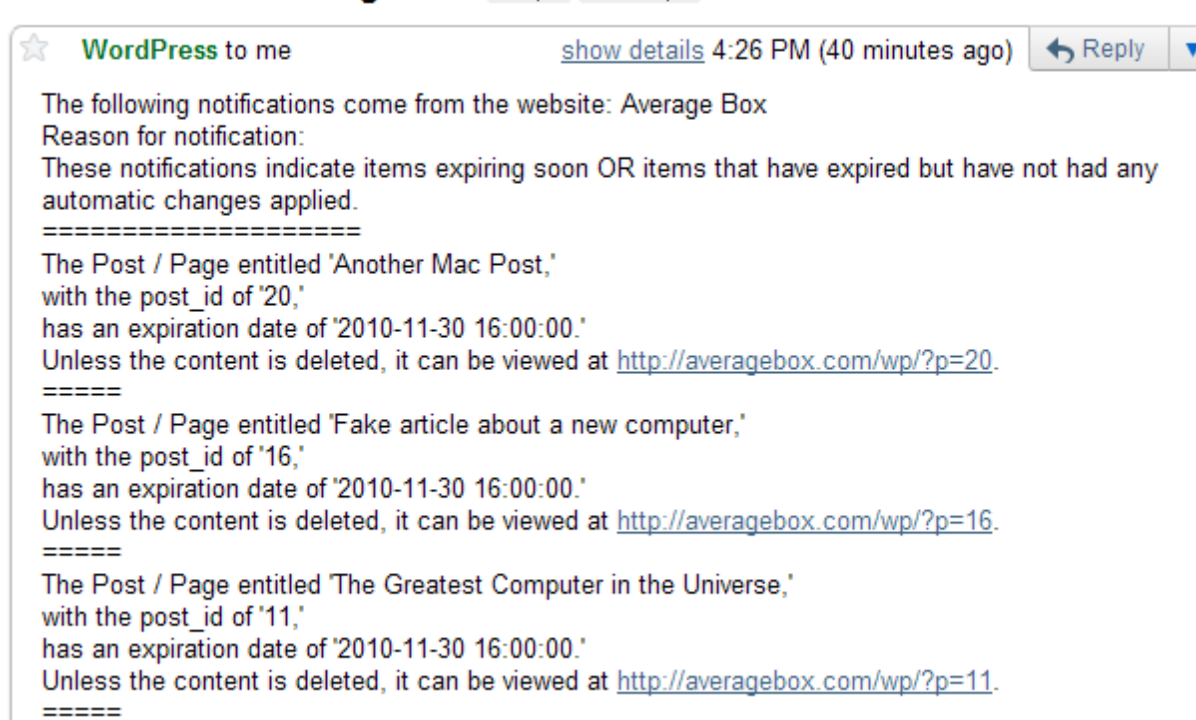 WordPress to me show details 4:26 PM (40 minutes ago) Reply
The following notifications come from the website: Average Box
Reason for notification:
These notifications indicate items expiring soon OR items that have expired but have not had any
automatic changes applied.
====================
The Post / Page entitled 'Another Mac Post,'
with the post_id of '20,'
has an expiration date of '2010-11-30 16:00:00.'
Unless the content is deleted, it can be viewed at http://averagebox.com/wp/?p=20.
=====
The Post / Page entitled 'Fake article about a new computer,'
with the post_id of '16,'
has an expiration date of '2010-11-30 16:00:00.'
Unless the content is deleted, it can be viewed at http://averagebox.com/wp/?p=16.
=====
The Post / Page entitled 'The Greatest Computer in the Universe,'
with the post_id of '11,'
has an expiration date of '2010-11-30 16:00:00.'
Unless the content is deleted, it can be viewed at http://averagebox.com/wp/?p=11.
=====